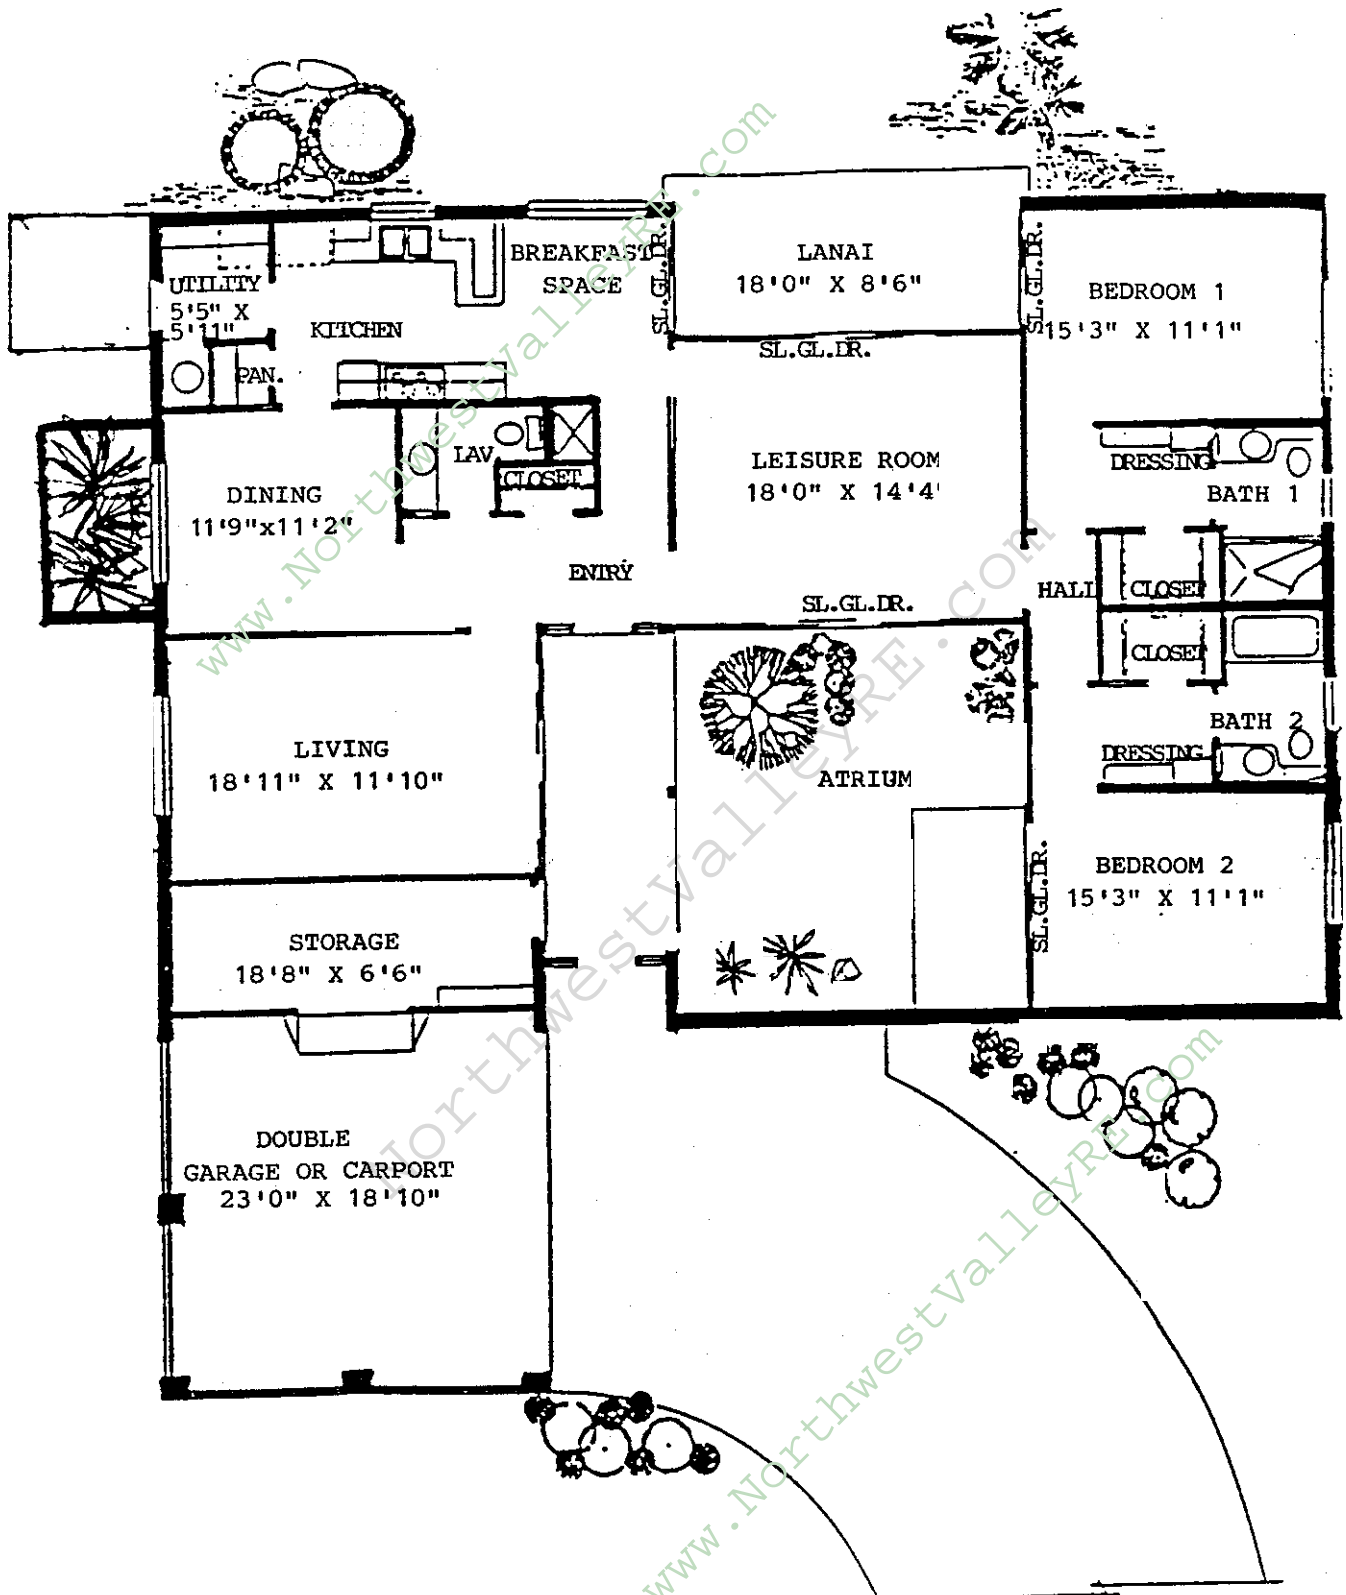 www.NorthwestValleyRE.com
BREAKFAST
SPACE
SL.GL.DR.
LANAI
18'0" X 8'6"
SL.GL.DR.
BEDROOM 1
15'3" X 11'1"
UTILITY
5'5" X
5'11"
KITCHEN
SL.GL.DR.
PAN.
LAV
CLOSET
DINING
11'9"x11'2"
LEISURE ROOM
18'0" X 14'4'
DRESSING
BATH 1
ENTRY
HALL
CLOSET
SL.GL.DR.
CLOSET
LIVING
18'11" X 11'10"
ATRIUM
BATH 2
DRESSING
SL.GL.DR.
BEDROOM 2
15'3" X 11'1"
STORAGE
18'8" X 6'6"
NorthwestValleyRE.com
DOUBLE
GARAGE OR CARPORT
23'0" X 18'10"
www.NorthwestValleyRE.com